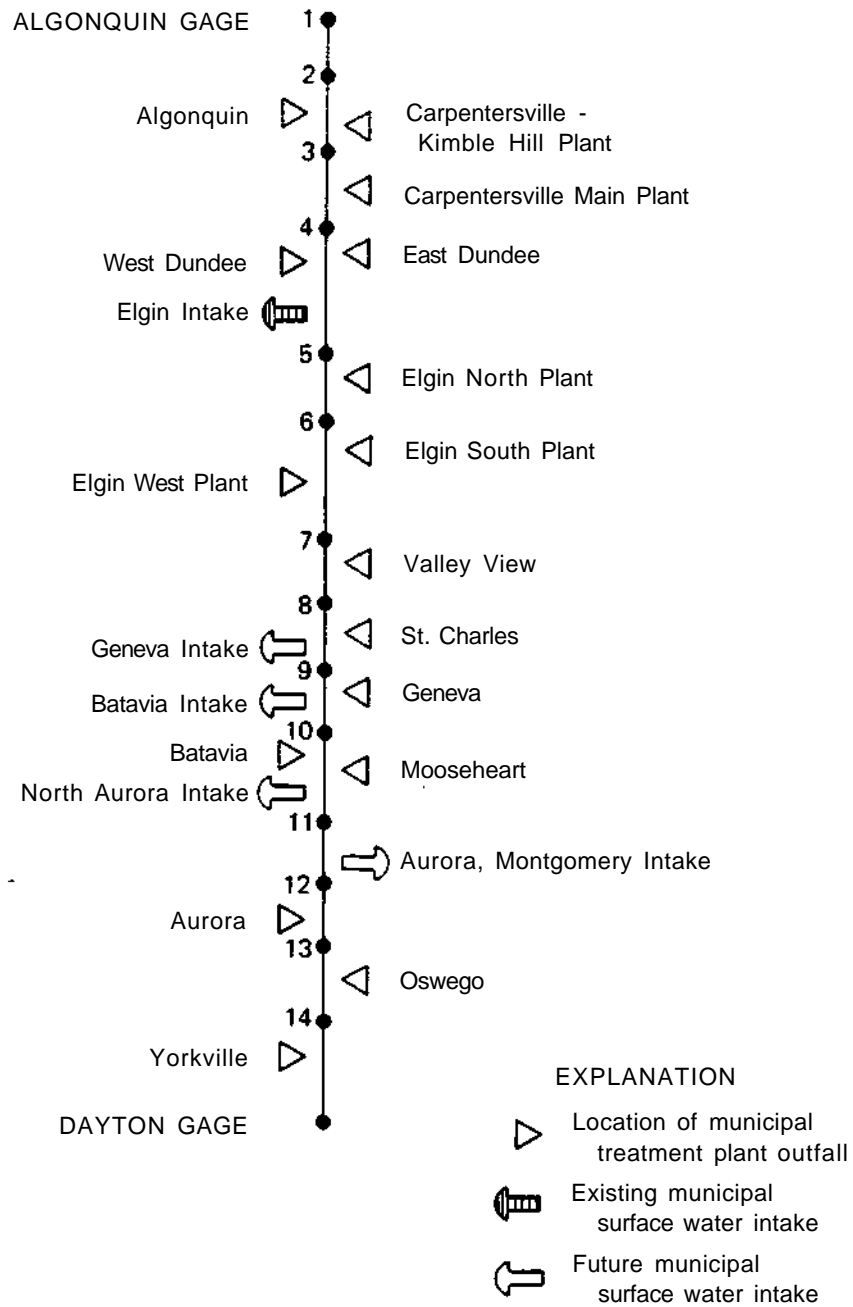 ALGONQUIN GAGE
1
2
Algonquin
Carpentersville -
Kimble Hill Plant
3
Carpentersville Main Plant
4
West Dundee
East Dundee
Elgin Intake
5
Elgin North Plant
6
Elgin South Plant
Elgin West Plant
7
Valley View
8
St. Charles
Geneva Intake
9
Geneva
Batavia Intake
10
Batavia
Mooseheart
North Aurora Intake
11
Aurora, Montgomery Intake
12
Aurora
13
Oswego
14
Yorkville
DAYTON GAGE
EXPLANATION
Location of municipal
treatment plant outfall
Existing municipal
surface water intake
Future municipal
surface water intake